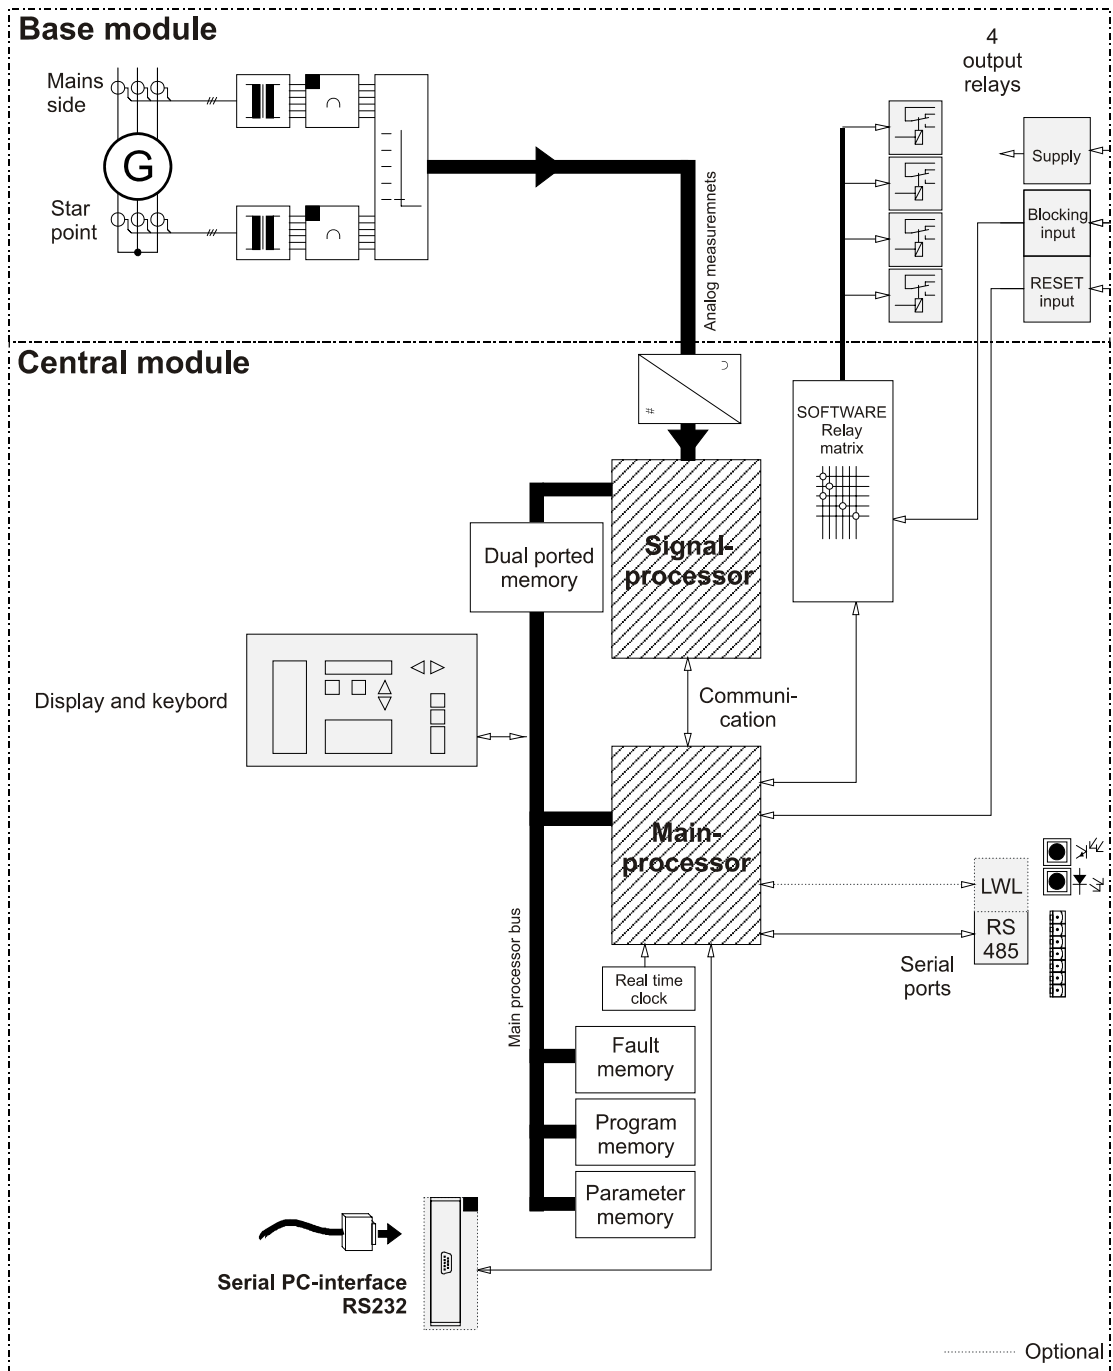 Base module
Mains
side
G
Star
point
Analog measuremnets
4
output
relays
Supply
Blocking
input
RESET
input
Central module
#
SOFTWARE
Relay
matrix
Signal-
processor
Dual ported
memory
Display and keybord
Communi-
cation
Main-
processor
LWL
RS
485
Serial
ports
Real time
clock
Main processor bus
Fault
memory
Program
memory
Parameter
memory
Serial PC-interface
RS232
Optional